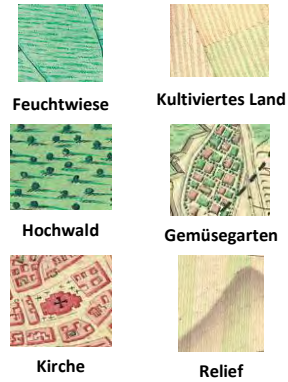 Feuchtwiese
Kultiviertes Land
Hochwald
Gemüsegarten
Kirche
Relief